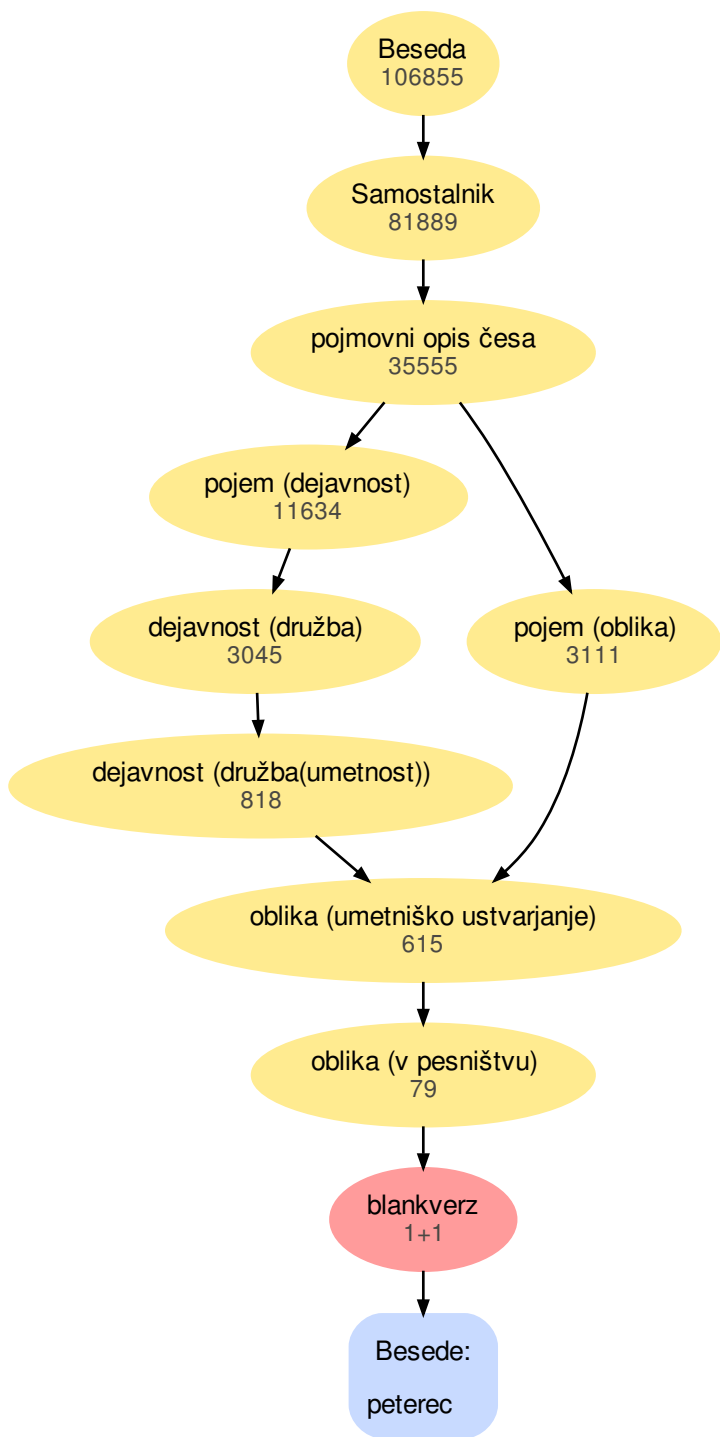 Beseda
106855
Samostalnik
81889
pojmovni opis česa
35555
pojem (dejavnost)
11634
dejavnost (družba)
3045
pojem (oblika)
3111
dejavnost (družba(umetnost))
818
oblika (umetniško ustvarjanje)
615
oblika (v pesništvu)
79
blankverz
1+1
Besede:
peterec